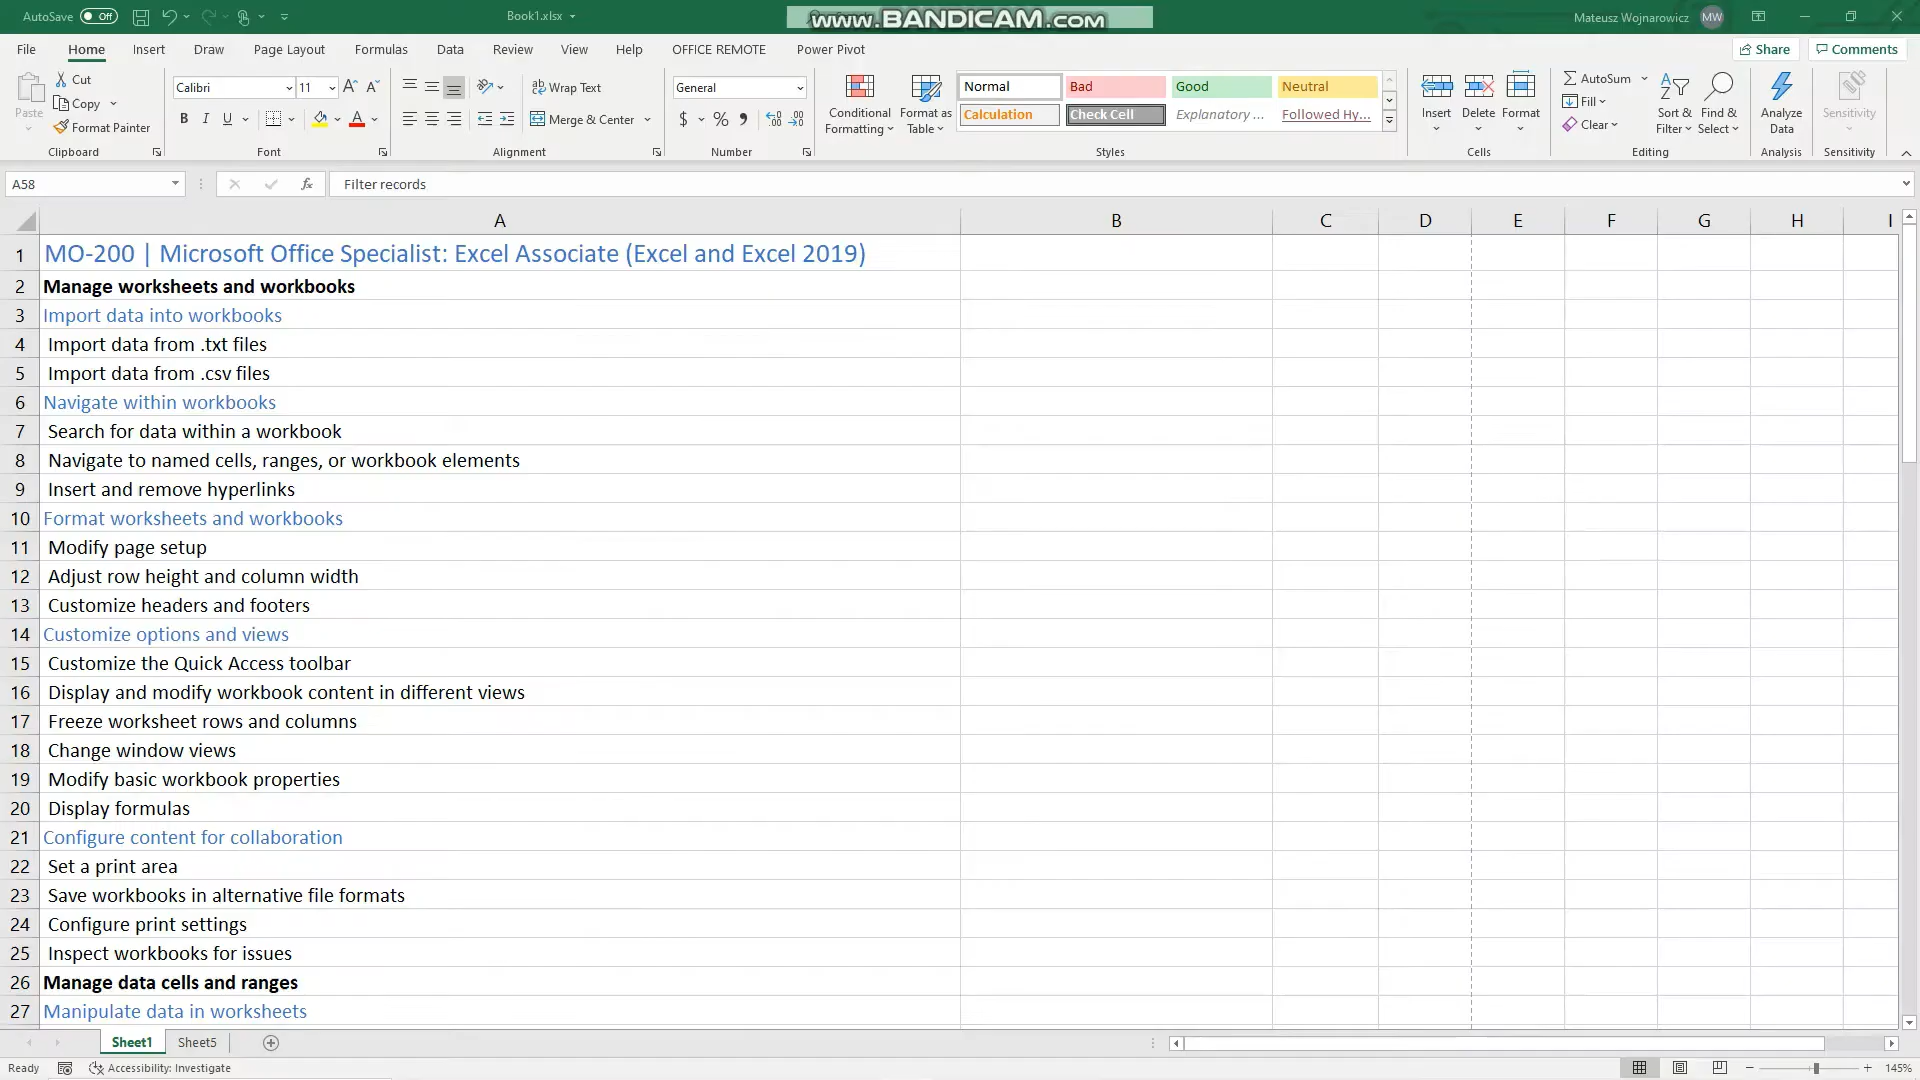 AutoSave Off Book1.xlsx www.BANDICAM.com Mateusz Wojnarowicz MW
File Home Insert Draw Page Layout Formulas Data Review View Help OFFICE REMOTE Power Pivot Share Comments
Paste Cut Copy Format Painter Clipboard
Calibri 11 B I U Font
Wrap Text Merge & Center Alignment
General $ % Number
Conditional Formatting Format as Table
Normal Bad Good Neutral
Calculation Check Cell Explanatory ... Followed Hy...
Styles
Insert Delete Format Cells
AutoSum Fill Clear Sort & Filter Find & Select Editing
Analyze Data Analysis
Sensitivity Sensitivity
A58 fx Filter records
A B C D E F G H I
1 MO-200 | Microsoft Office Specialist: Excel Associate (Excel and Excel 2019)
2 Manage worksheets and workbooks
3 Import data into workbooks
4 Import data from .txt files
5 Import data from .csv files
6 Navigate within workbooks
7 Search for data within a workbook
8 Navigate to named cells, ranges, or workbook elements
9 Insert and remove hyperlinks
10 Format worksheets and workbooks
11 Modify page setup
12 Adjust row height and column width
13 Customize headers and footers
14 Customize options and views
15 Customize the Quick Access toolbar
16 Display and modify workbook content in different views
17 Freeze worksheet rows and columns
18 Change window views
19 Modify basic workbook properties
20 Display formulas
21 Configure content for collaboration
22 Set a print area
23 Save workbooks in alternative file formats
24 Configure print settings
25 Inspect workbooks for issues
26 Manage data cells and ranges
27 Manipulate data in worksheets
Sheet1 Sheet5
Ready Accessibility: Investigate 145%